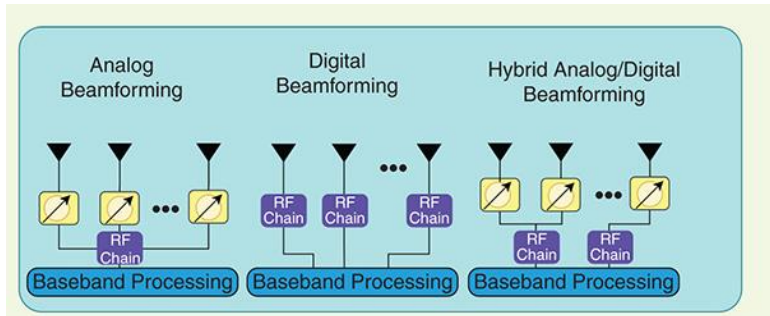 Analog
Beamforming
Digital
Beamforming
Hybrid Analog/Digital
Beamforming
RF
Chain
RF
Chain
RF
Chain
RF
Chain
RF
Chain
RF
Chain
Baseband Processing
Baseband Processing
Baseband Processing